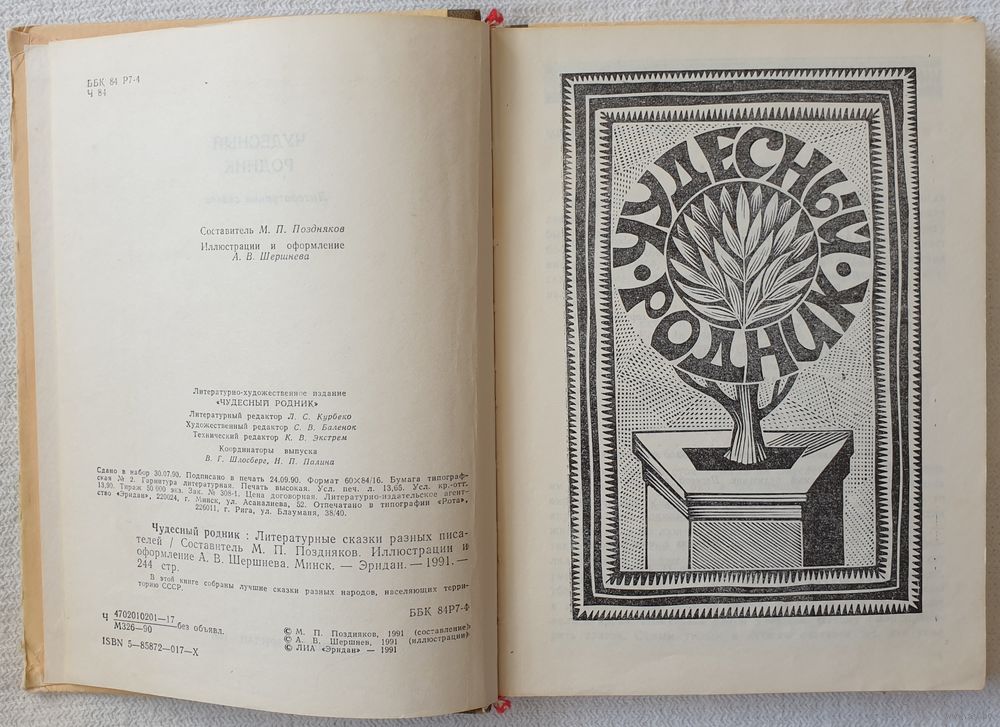 ББК 84 Р7-4
Ч 84
Составитель М. П. Поздняков
Иллюстрации и оформление
А. В. Шершнева
Литературно-художественное издание
«ЧУДЕСНЫЙ РОДНИК»
Литературный редактор Л. С. Курбеко
Художественный редактор С. В. Баленок
Технический редактор К. В. Экстрем
Координаторы выпуска
В. Г. Шлосберг, Н. П. Палина
Сдано в набор 30.07.90. Подписано в печать 24.09.90. Формат 60×84/16. Бумага типограф-
ская № 2. Гарнитура литературная. Печать высокая. Усл. печ. л. 13,65. Усл. кр.-отт.
13,90. Тираж 50 000 экз. Зак. № 308-1. Цена договорная. Литературно-издательское агент-
ство «Эридан», 220024, г. Минск, ул. Асаналиева, 52. Отпечатано в типографии «Рота»,
226011, г. Рига, ул. Блауманя, 38/40.
Чудесный родник : Литературные сказки разных писа-
телей / Составитель М. П. Поздняков. Иллюстрации и
оформление А. В. Шершнева. Минск. — Эрндан. — 1991. —
244 стр.
В этой книге собраны лучшие сказки разных народов, населяющих терри-
торию СССР.
Ч 4702010201—17 без объявл.
М326—90
ББК 84Р7-4
ISBN 5—85872—017—X
© М. П. Поздняков, 1991 (составление),
© А. В. Шершнев, 1991 (иллюстрации)
© ЛИА «Эридан» — 1991
ЧУДЕСНЫЙ
РОДНИК